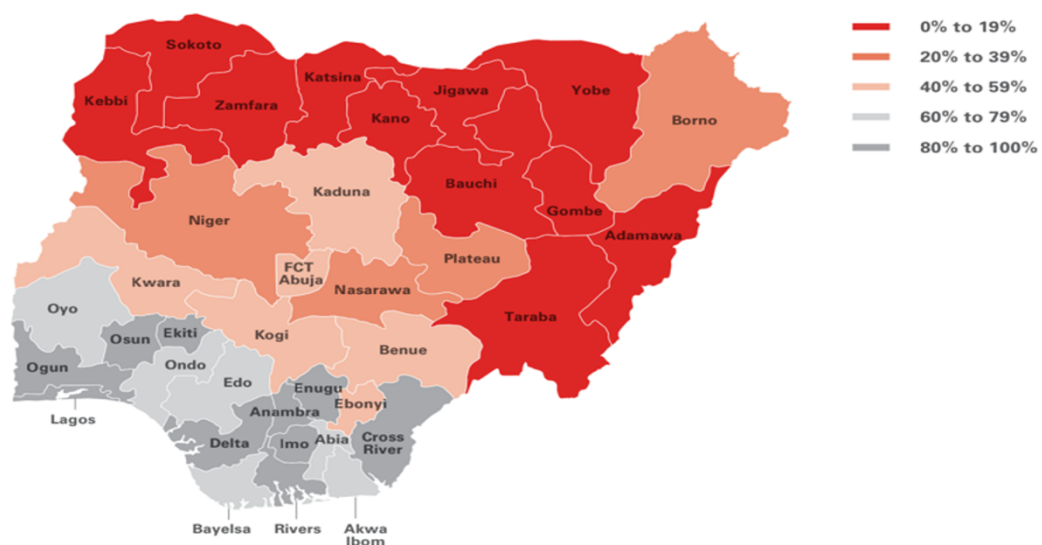 Sokoto
0% to 19%
20% to 39%
40% to 59%
60% to 79%
80% to 100%
Katsina
Jigawa
Yobe
Kebbi
Zamfara
Kano
Borno
Kaduna
Bauchi
Niger
Gombe
Adamawa
FCT
Abuja
Plateau
Kwara
Nasarawa
Oyo
Taraba
Osun
Ekiti
Kogi
Benue
Ogun
Ondo
Edo
Enugu
Ebonyi
Lagos
Anambra
Delta
Imo
Abia
Cross
River
Bayelsa
Rivers
Akwa
Ibom